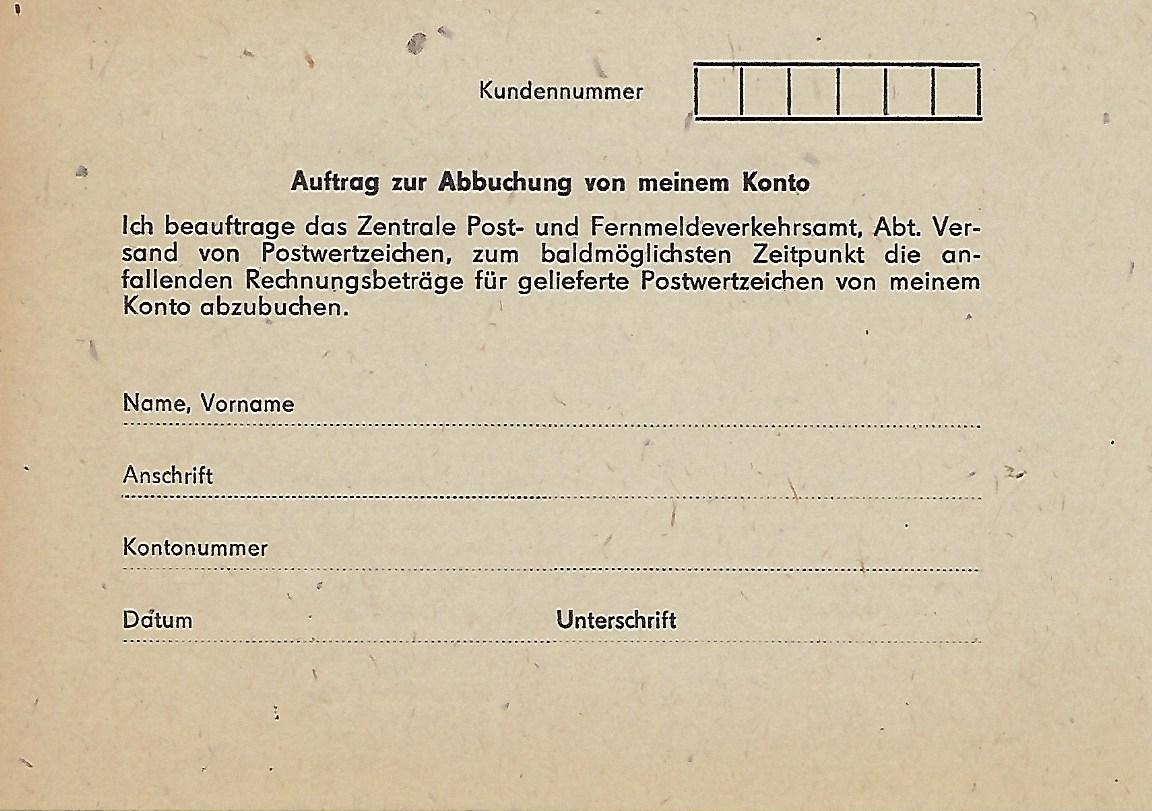 Kundennummer
Auftrag zur Abbuchung von meinem Konto
Ich beauftrage das Zentrale Post- und Fernmeldeverkehrsamt, Abt. Ver-
sand von Postwertzeichen, zum baldmöglichsten Zeitpunkt die an-
fallenden Rechnungsbeträge für gelieferte Postwertzeichen von meinem
Konto abzubuchen.
Name, Vorname
Anschrift
Kontonummer
Datum Unterschrift